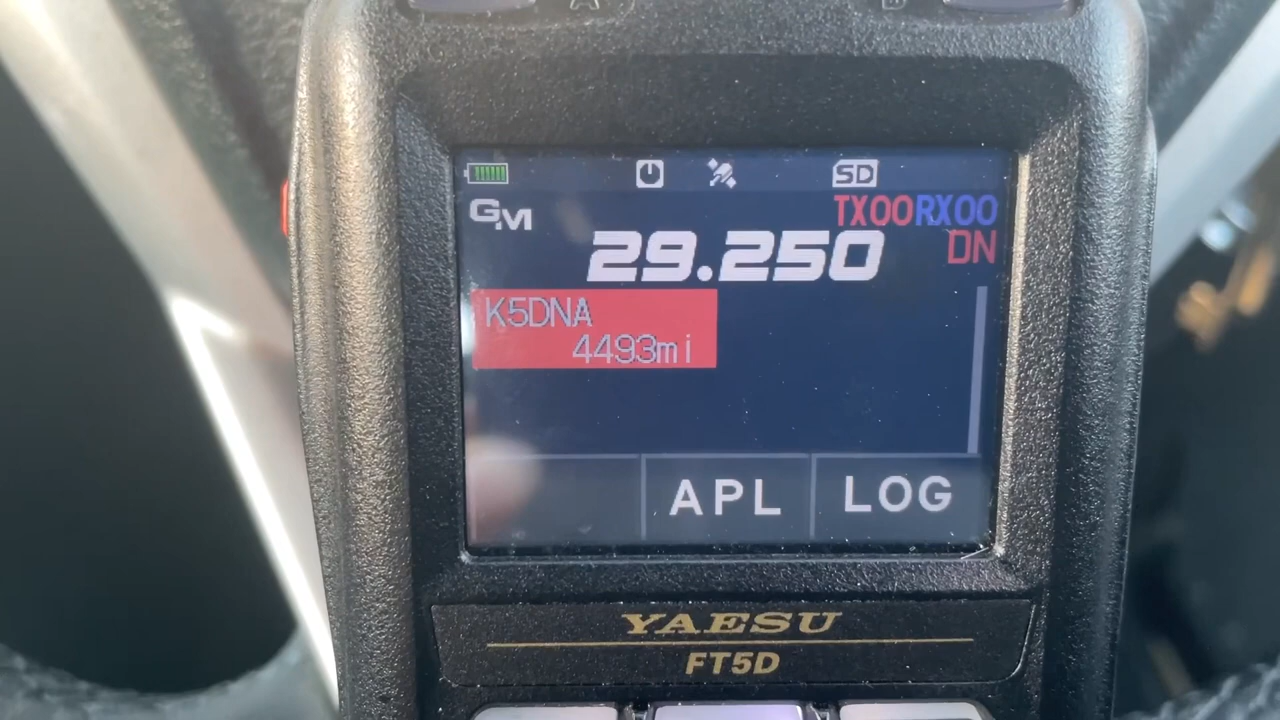 A B
SD
GM
TX00RX00
29.250
DN
K5DNA
4493mi
APL LOG
YAESU
FT5D